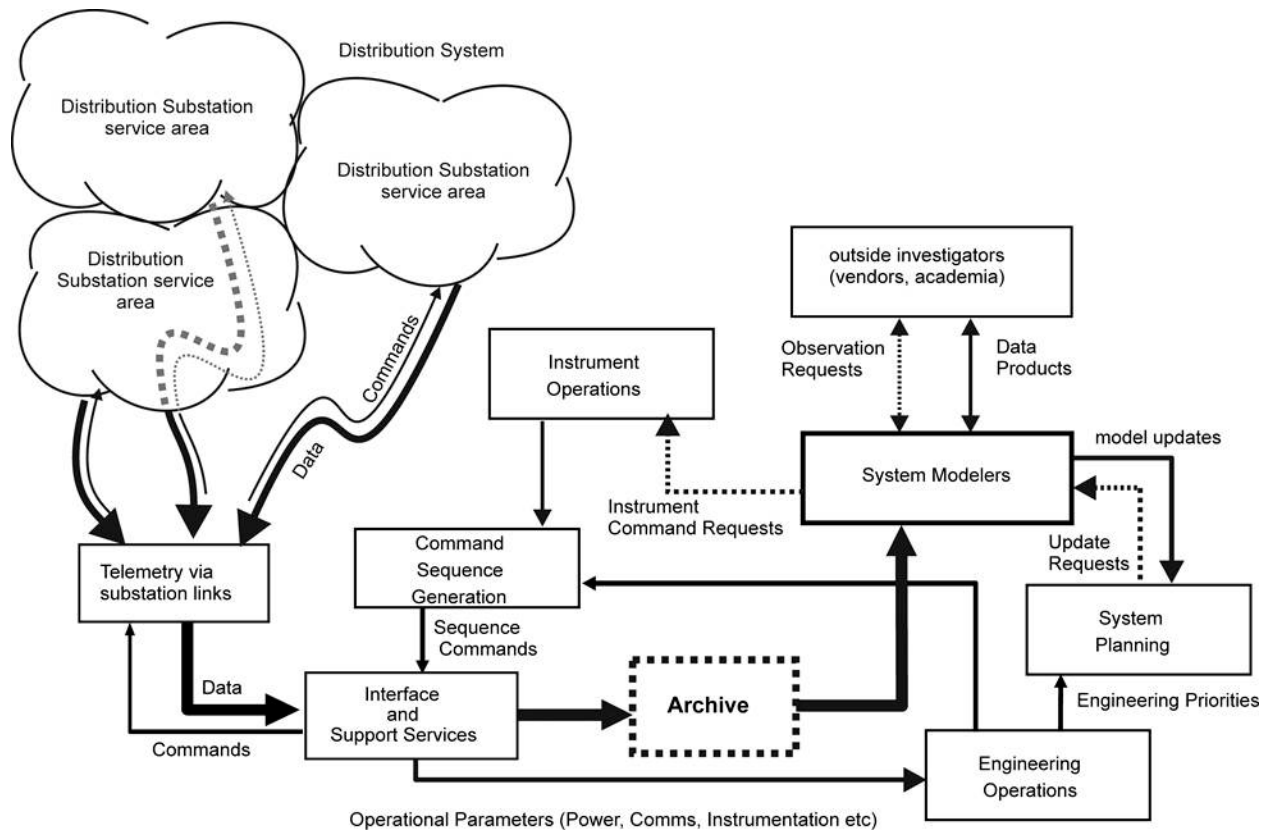 Distribution System
Distribution Substation
service area
Distribution Substation
service area
Distribution
Substation service
area
outside investigators
(vendors, academia)
Commands
Data
Instrument
Operations
Observation
Requests
Data
Products
model updates
System Modelers
Instrument
Command Requests
Update
Requests
Telemetry via
substation links
Command
Sequence
Generation
System
Planning
Sequence
Commands
Data
Interface
and
Support Services
Archive
Engineering Priorities
Commands
Engineering
Operations
Operational Parameters (Power, Comms, Instrumentation etc)